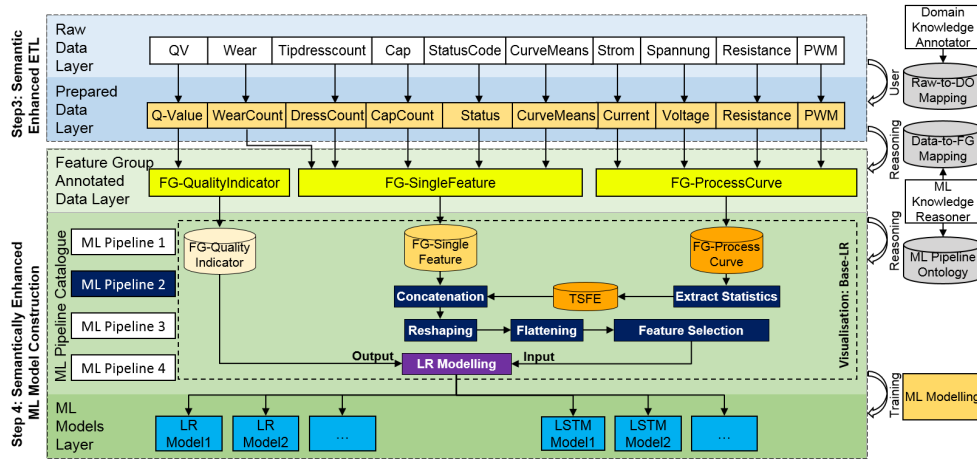 Step3: Semantic
Enhanced ETL
Raw
Data
Layer
QV Wear Tipdresscount Cap StatusCode CurveMeans Strom Spannung Resistance PWM
Prepared
Data
Layer
Q-Value WearCount DressCount CapCount Status CurveMeans Current Voltage Resistance PWM
User
Domain
Knowledge
Annotator
Raw-to-DO
Mapping
Feature Group
Annotated
Data Layer
FG-QualityIndicator FG-SingleFeature FG-ProcessCurve
Reasoning
Data-to-FG
Mapping
ML
Knowledge
Reasoner
ML Pipeline
Ontology
Reasoning
Step 4: Semantically Enhanced
ML Model Construction
ML Pipeline Catalogue
ML Pipeline 1
ML Pipeline 2
ML Pipeline 3
ML Pipeline 4
FG-Quality
Indicator
FG-Single
Feature
FG-Process
Curve
Concatenation TSFE Extract Statistics
Reshaping Flattening Feature Selection
Output LR Modelling Input
Visualisation: Base-LR
Training
ML Modelling
ML
Models
Layer
LR
Model1
LR
Model2
...
LSTM
Model1
LSTM
Model2
...